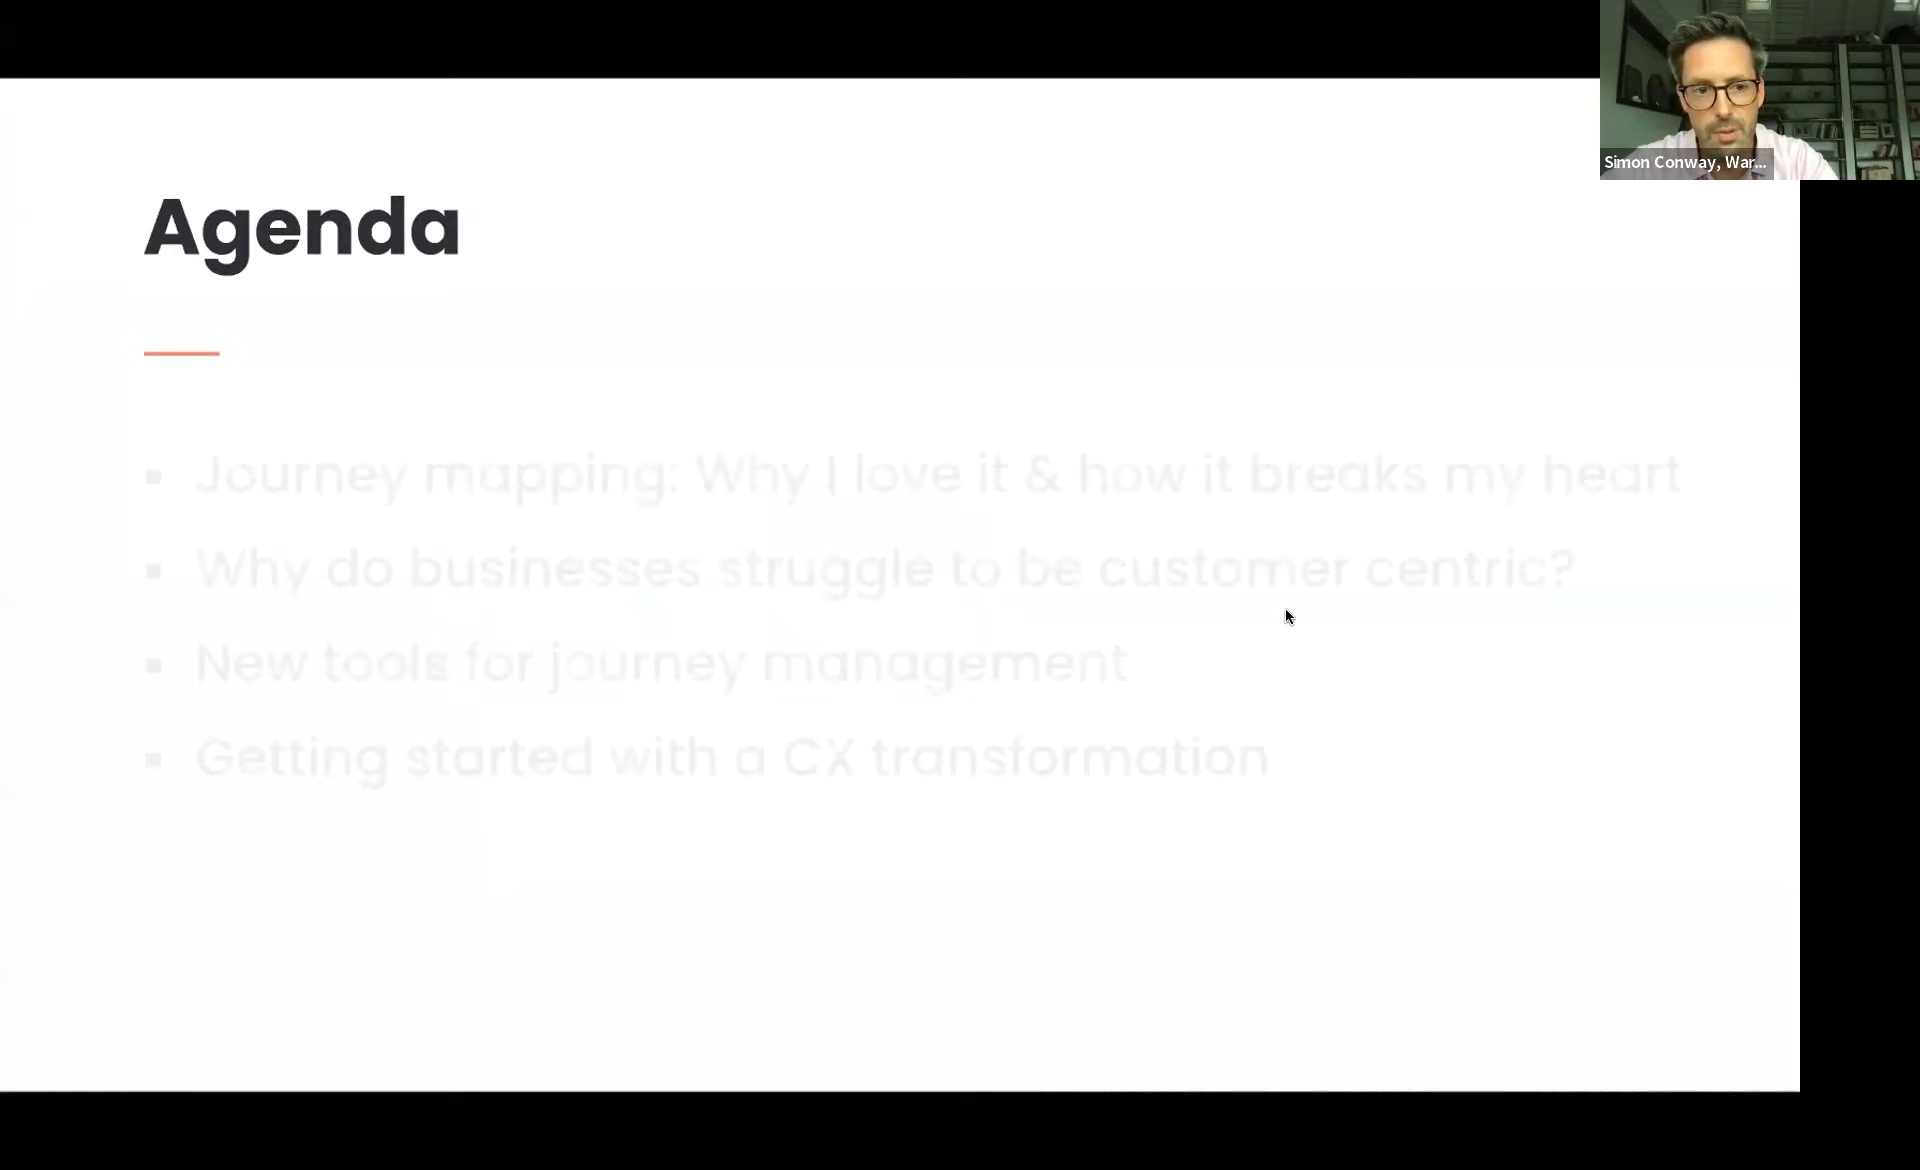 Simon Conway, War...
Agenda
▪ Journey mapping: Why I love it & how it breaks my heart
▪ Why do businesses struggle to be customer centric?
▪ New tools for journey management
▪ Getting started with a CX transformation